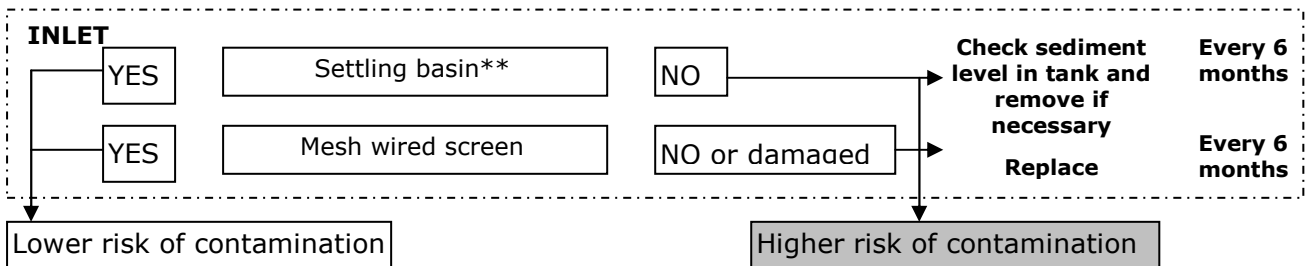 INLET
YES
Settling basin**
NO
Check sediment
level in tank and
remove if
necessary
Every 6
months
YES
Mesh wired screen
NO or damaged
Replace
Every 6
months
Lower risk of contamination
Higher risk of contamination